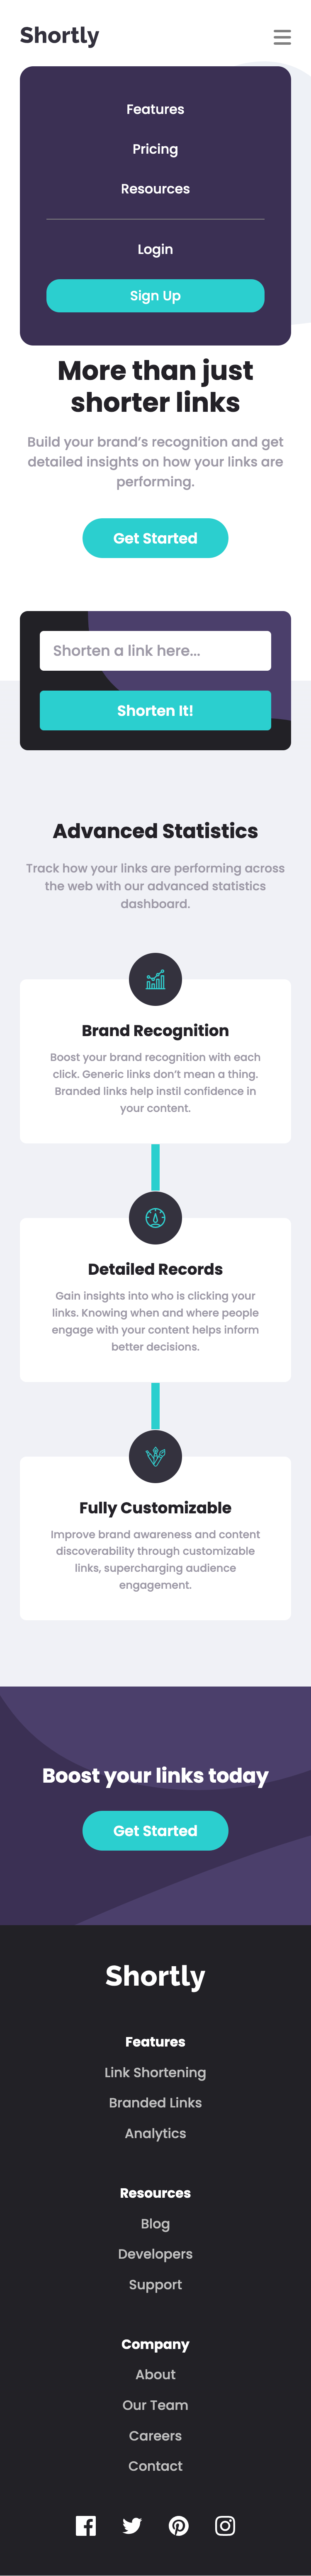 Shortly
Features
Pricing
Resources
Login
Sign Up
More than just
shorter links
Build your brand’s recognition and get
detailed insights on how your links are
performing.
Get Started
Shorten a link here...
Shorten It!
Advanced Statistics
Track how your links are performing across
the web with our advanced statistics
dashboard.
Brand Recognition
Boost your brand recognition with each
click. Generic links don’t mean a thing.
Branded links help instil confidence in
your content.
Detailed Records
Gain insights into who is clicking your
links. Knowing when and where people
engage with your content helps inform
better decisions.
Fully Customizable
Improve brand awareness and content
discoverability through customizable
links, supercharging audience
engagement.
Boost your links today
Get Started
Shortly
Features
Link Shortening
Branded Links
Analytics
Resources
Blog
Developers
Support
Company
About
Our Team
Careers
Contact